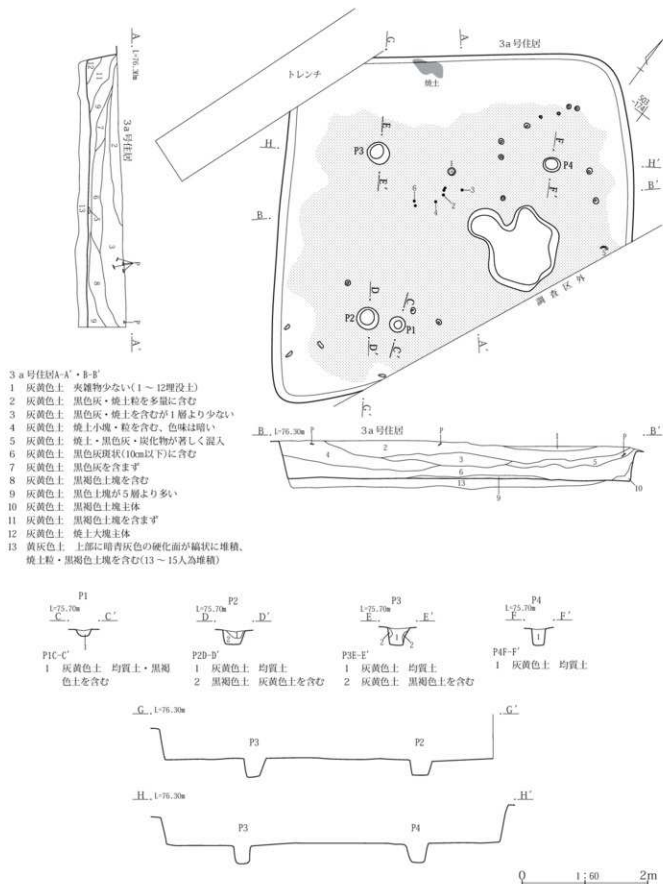 3a号住居
トレンチ
焼土
調査区外
A
A'
B
B'
C
C'
D
D'
E
E'
F
F'
G
G'
H
H'
P1
P2
P3
P4
1
2
3
4
6
A L=76.30m
3a号住居
A'
3a号住居A-A'・B-B'
1 灰黄色土 夾雑物少ない(1～12埋没土)
2 灰黄色土 黒色灰・焼土粒を多量に含む
3 灰黄色土 黒色灰・焼土を含むが1層より少ない
4 灰黄色土 焼土小塊・粒を含む、色味は暗い
5 灰黄色土 焼土・黒色灰・炭化物が著しく混入
6 灰黄色土 黒色灰斑状(10cm以下)に含む
7 灰黄色土 黒色灰を含まず
8 灰黄色土 黒褐色土塊を含む
9 灰黄色土 黒色土塊が5層より多い
10 灰黄色土 黒褐色土塊主体
11 灰黄色土 黒褐色土塊を含まず
12 灰黄色土 焼土大塊主体
13 黄灰色土 上部に暗青灰色の硬化面が縞状に堆積、
焼土粒・黒褐色土塊を含む(13～15人為堆積)
B L=76.30m 3a号住居 B'
P1
L=75.70m
C C'
P1C-C'
1 灰黄色土 均質土・黒褐
色土を含む
P2
L=75.70m
D D'
P2D-D'
1 灰黄色土 均質土
2 黒褐色土 灰黄色土を含む
P3
L=75.70m
E E'
P3E-E'
1 灰黄色土 均質土
2 灰黄色土 黒褐色土を含む
P4
L=75.70m
F F'
P4F-F'
1 灰黄色土 均質土
G L=76.30m G'
P3 P2
H L=76.30m H'
P3 P4
0 1:60 2m